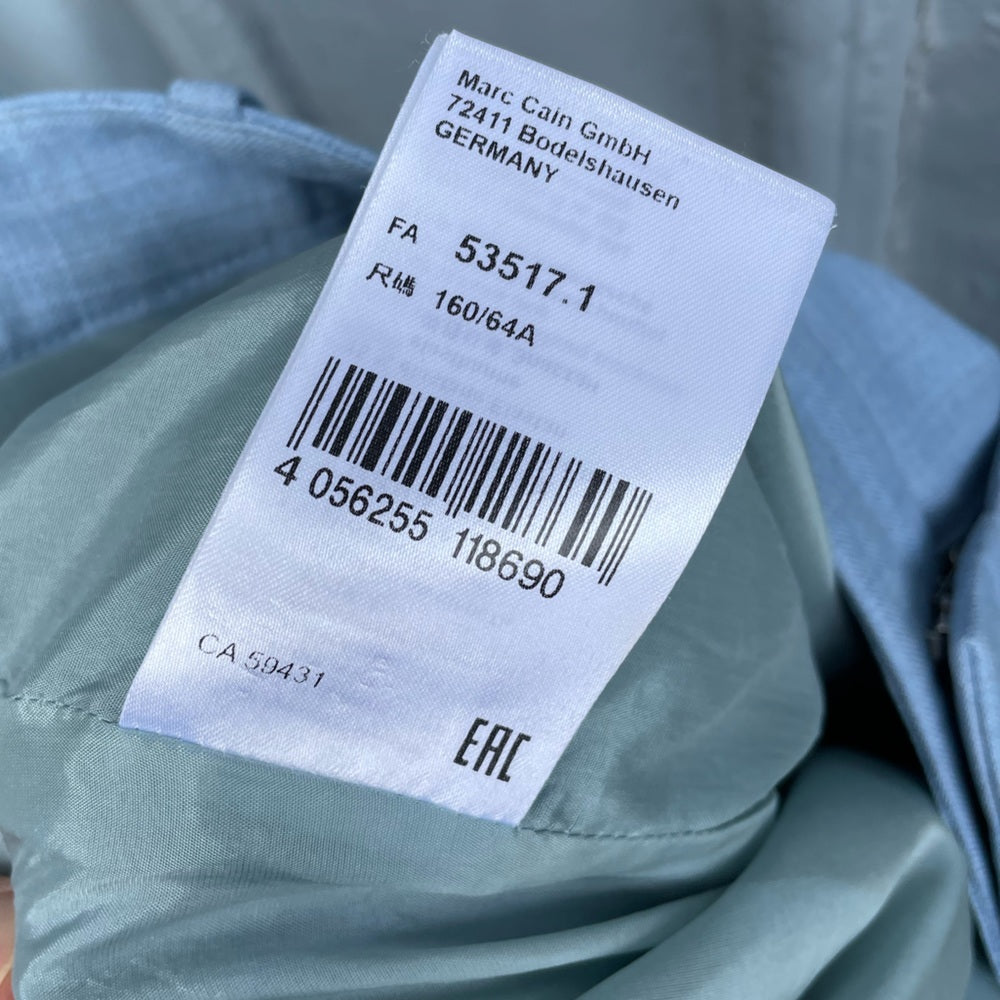 Marc Cain GmbH
72411 Bodelshausen
GERMANY
FA 53517.1
尺碼 160/64A
4 056255 118690
CA 59431
EAC